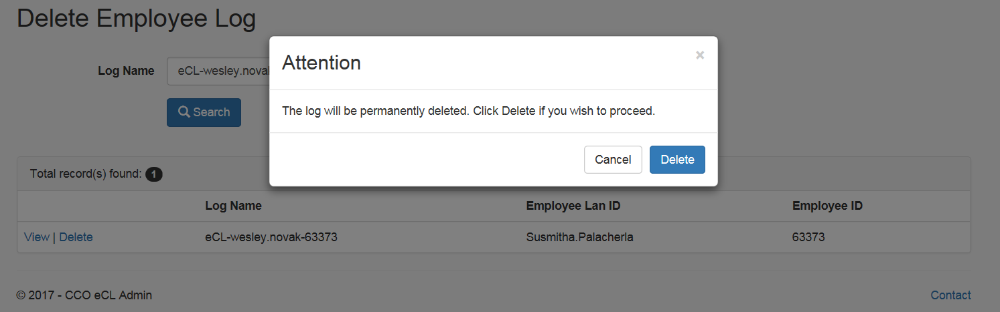 Delete Employee Log
Attention
×
Log Name
eCL-wesley.noval
Search
The log will be permanently deleted. Click Delete if you wish to proceed.
Cancel
Delete
Total record(s) found: 1
Log Name
Employee Lan ID
Employee ID
View | Delete
eCL-wesley.novak-63373
Susmitha.Palacherla
63373
© 2017 - CCO eCL Admin
Contact